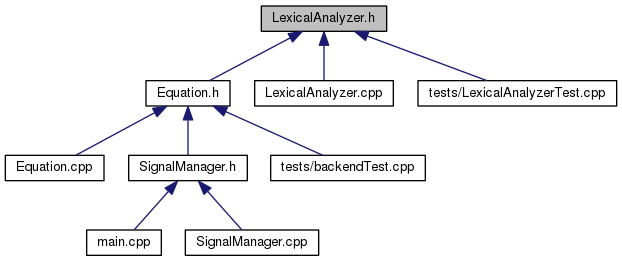 LexicalAnalyzer.h
Equation.h
LexicalAnalyzer.cpp
tests/LexicalAnalyzerTest.cpp
Equation.cpp
SignalManager.h
tests/backendTest.cpp
main.cpp
SignalManager.cpp